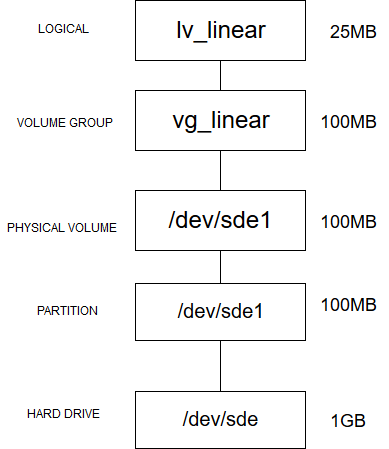 LOGICAL lv_linear 25MB
VOLUME GROUP vg_linear 100MB
PHYSICAL VOLUME /dev/sde1 100MB
PARTITION /dev/sde1 100MB
HARD DRIVE /dev/sde 1GB